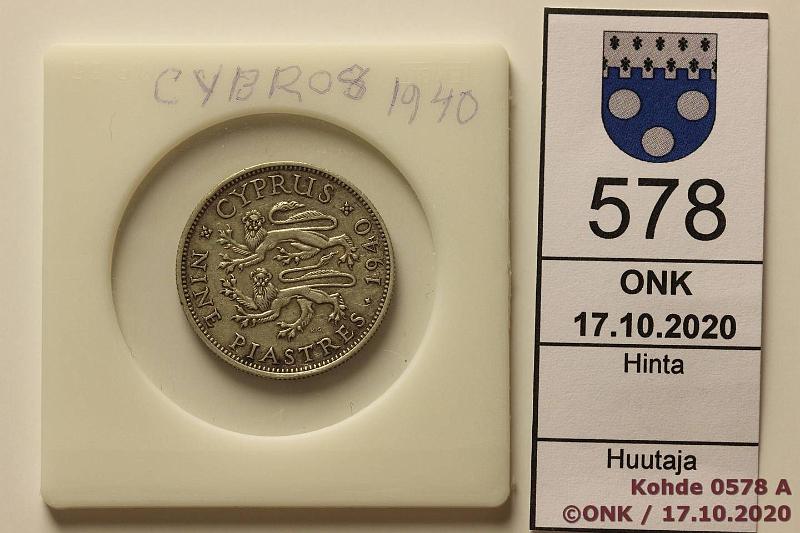 CYBROS 1940
CYPRUS
1940
NINE PIASTRES
578
ONK
17.10.2020
Hinta
Huutaja
Kohde 0578 A
©ONK / 17.10.2020